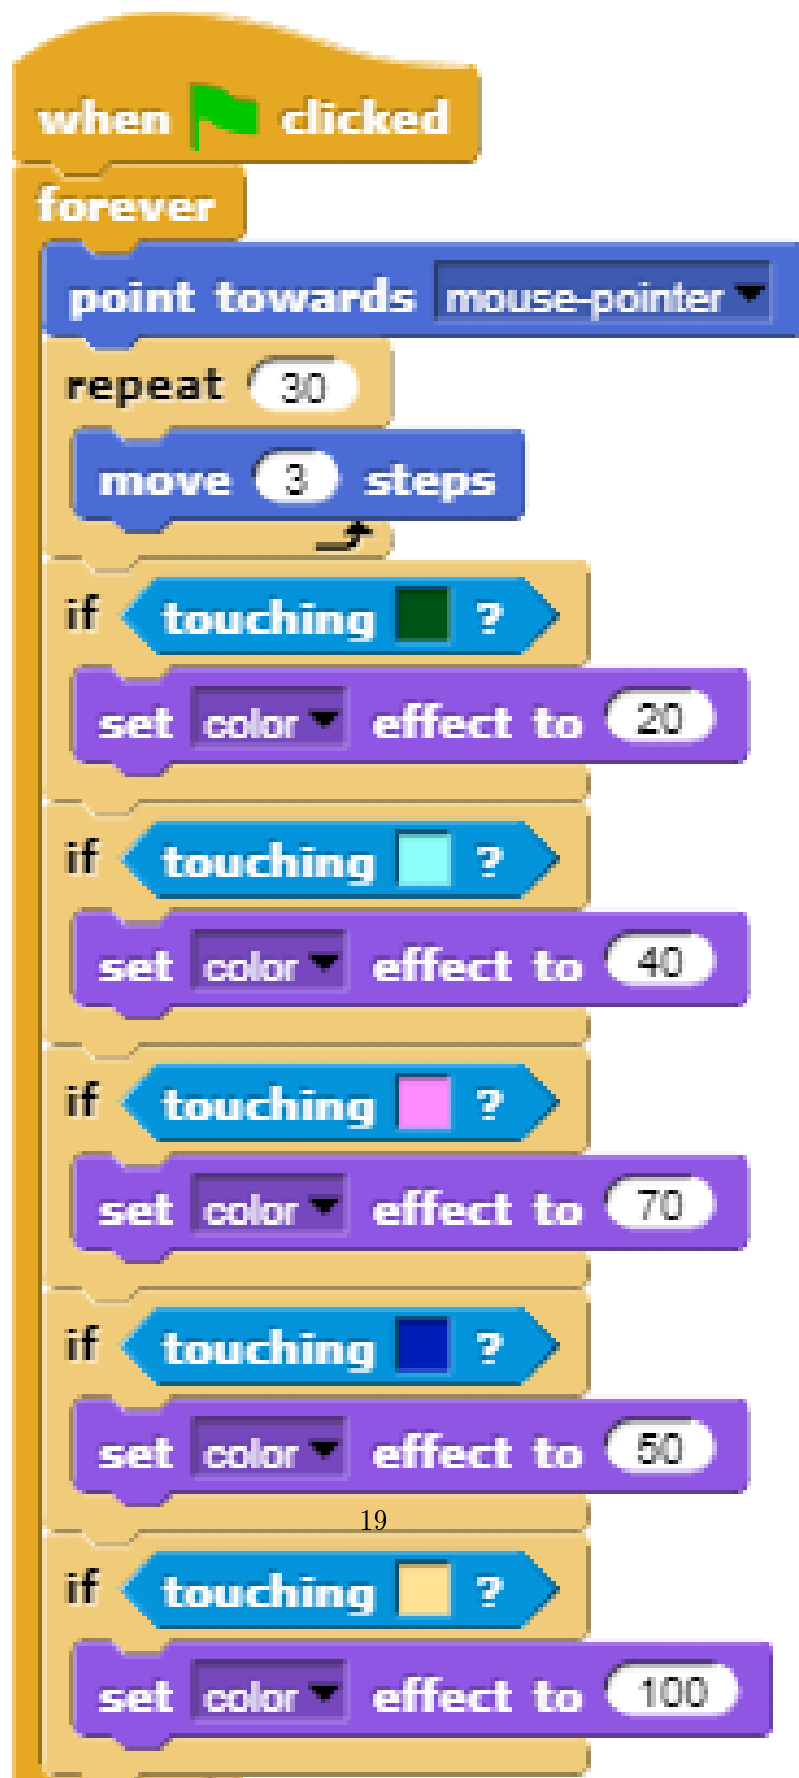 when clicked
forever
point towards mouse-pointer
repeat 30
move 3 steps
if touching ?
set color effect to 20
if touching ?
set color effect to 40
if touching ?
set color effect to 70
if touching ?
set color effect to 50
19
if touching ?
set color effect to 100